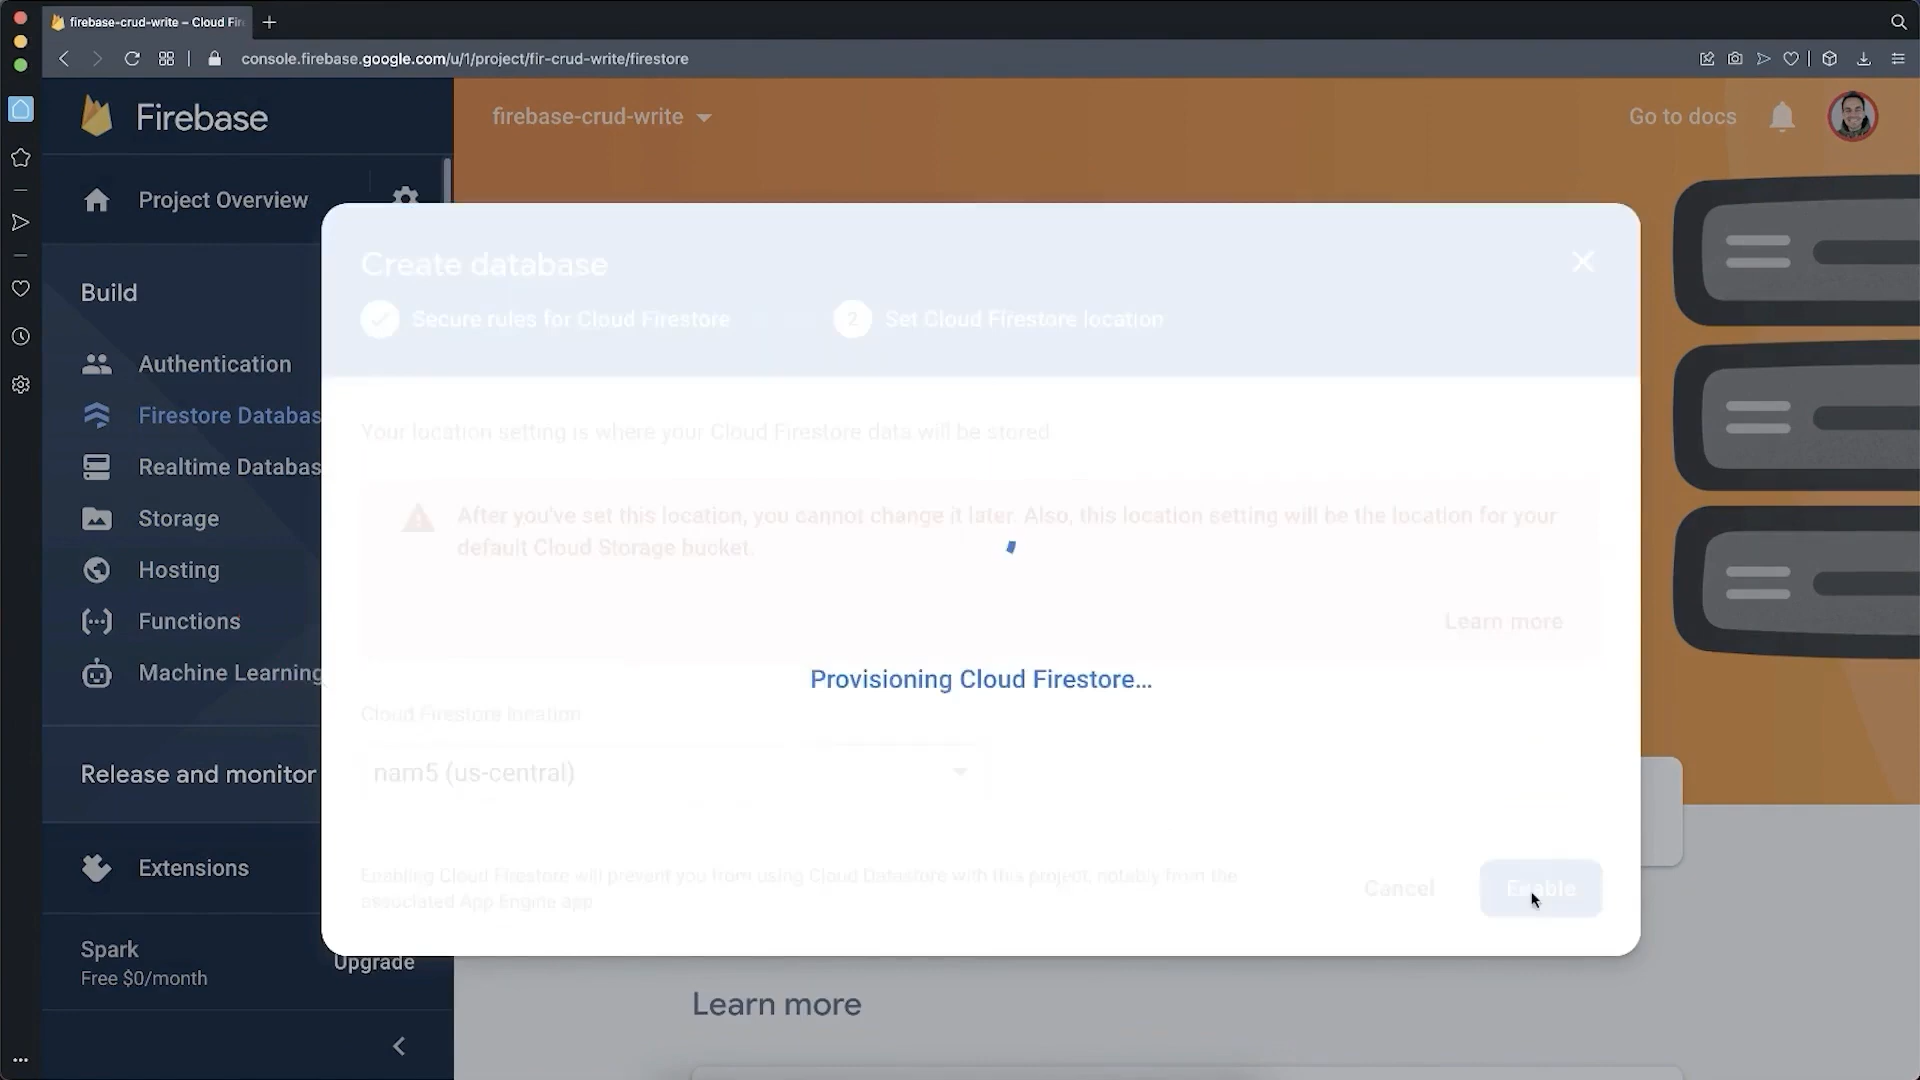 firebase-crud-write – Cloud Fir
console.firebase.google.com/u/1/project/fir-crud-write/firestore
Firebase
firebase-crud-write
Go to docs
Project Overview
Create database
Secure rules for Cloud Firestore
2
Set Cloud Firestore location
Build
Authentication
Firestore Databas
Realtime Databas
Storage
Hosting
Functions
Machine Learning
Your location setting is where your Cloud Firestore data will be stored.
After you've set this location, you cannot change it later. Also, this location setting will be the location for your
default Cloud Storage bucket.
Learn more
Provisioning Cloud Firestore...
Cloud Firestore location
nam5 (us-central)
Release and monitor
Extensions
Enabling Cloud Firestore will prevent you from using Cloud Datastore with this project, notably from the
associated App Engine app
Cancel
Enable
Spark
Free $0/month
Upgrade
Learn more